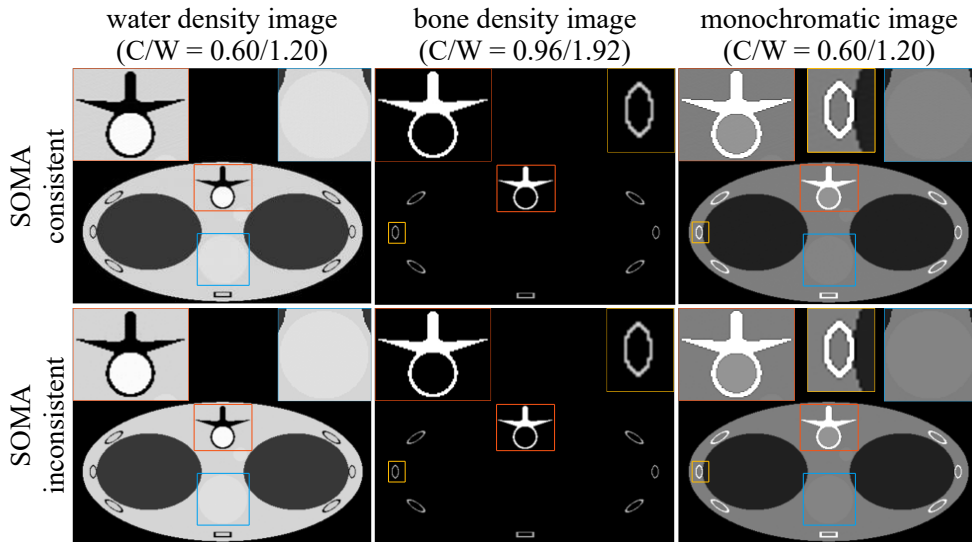 water density image
(C/W = 0.60/1.20)
bone density image
(C/W = 0.96/1.92)
monochromatic image
(C/W = 0.60/1.20)
SOMA
consistent
SOMA
inconsistent